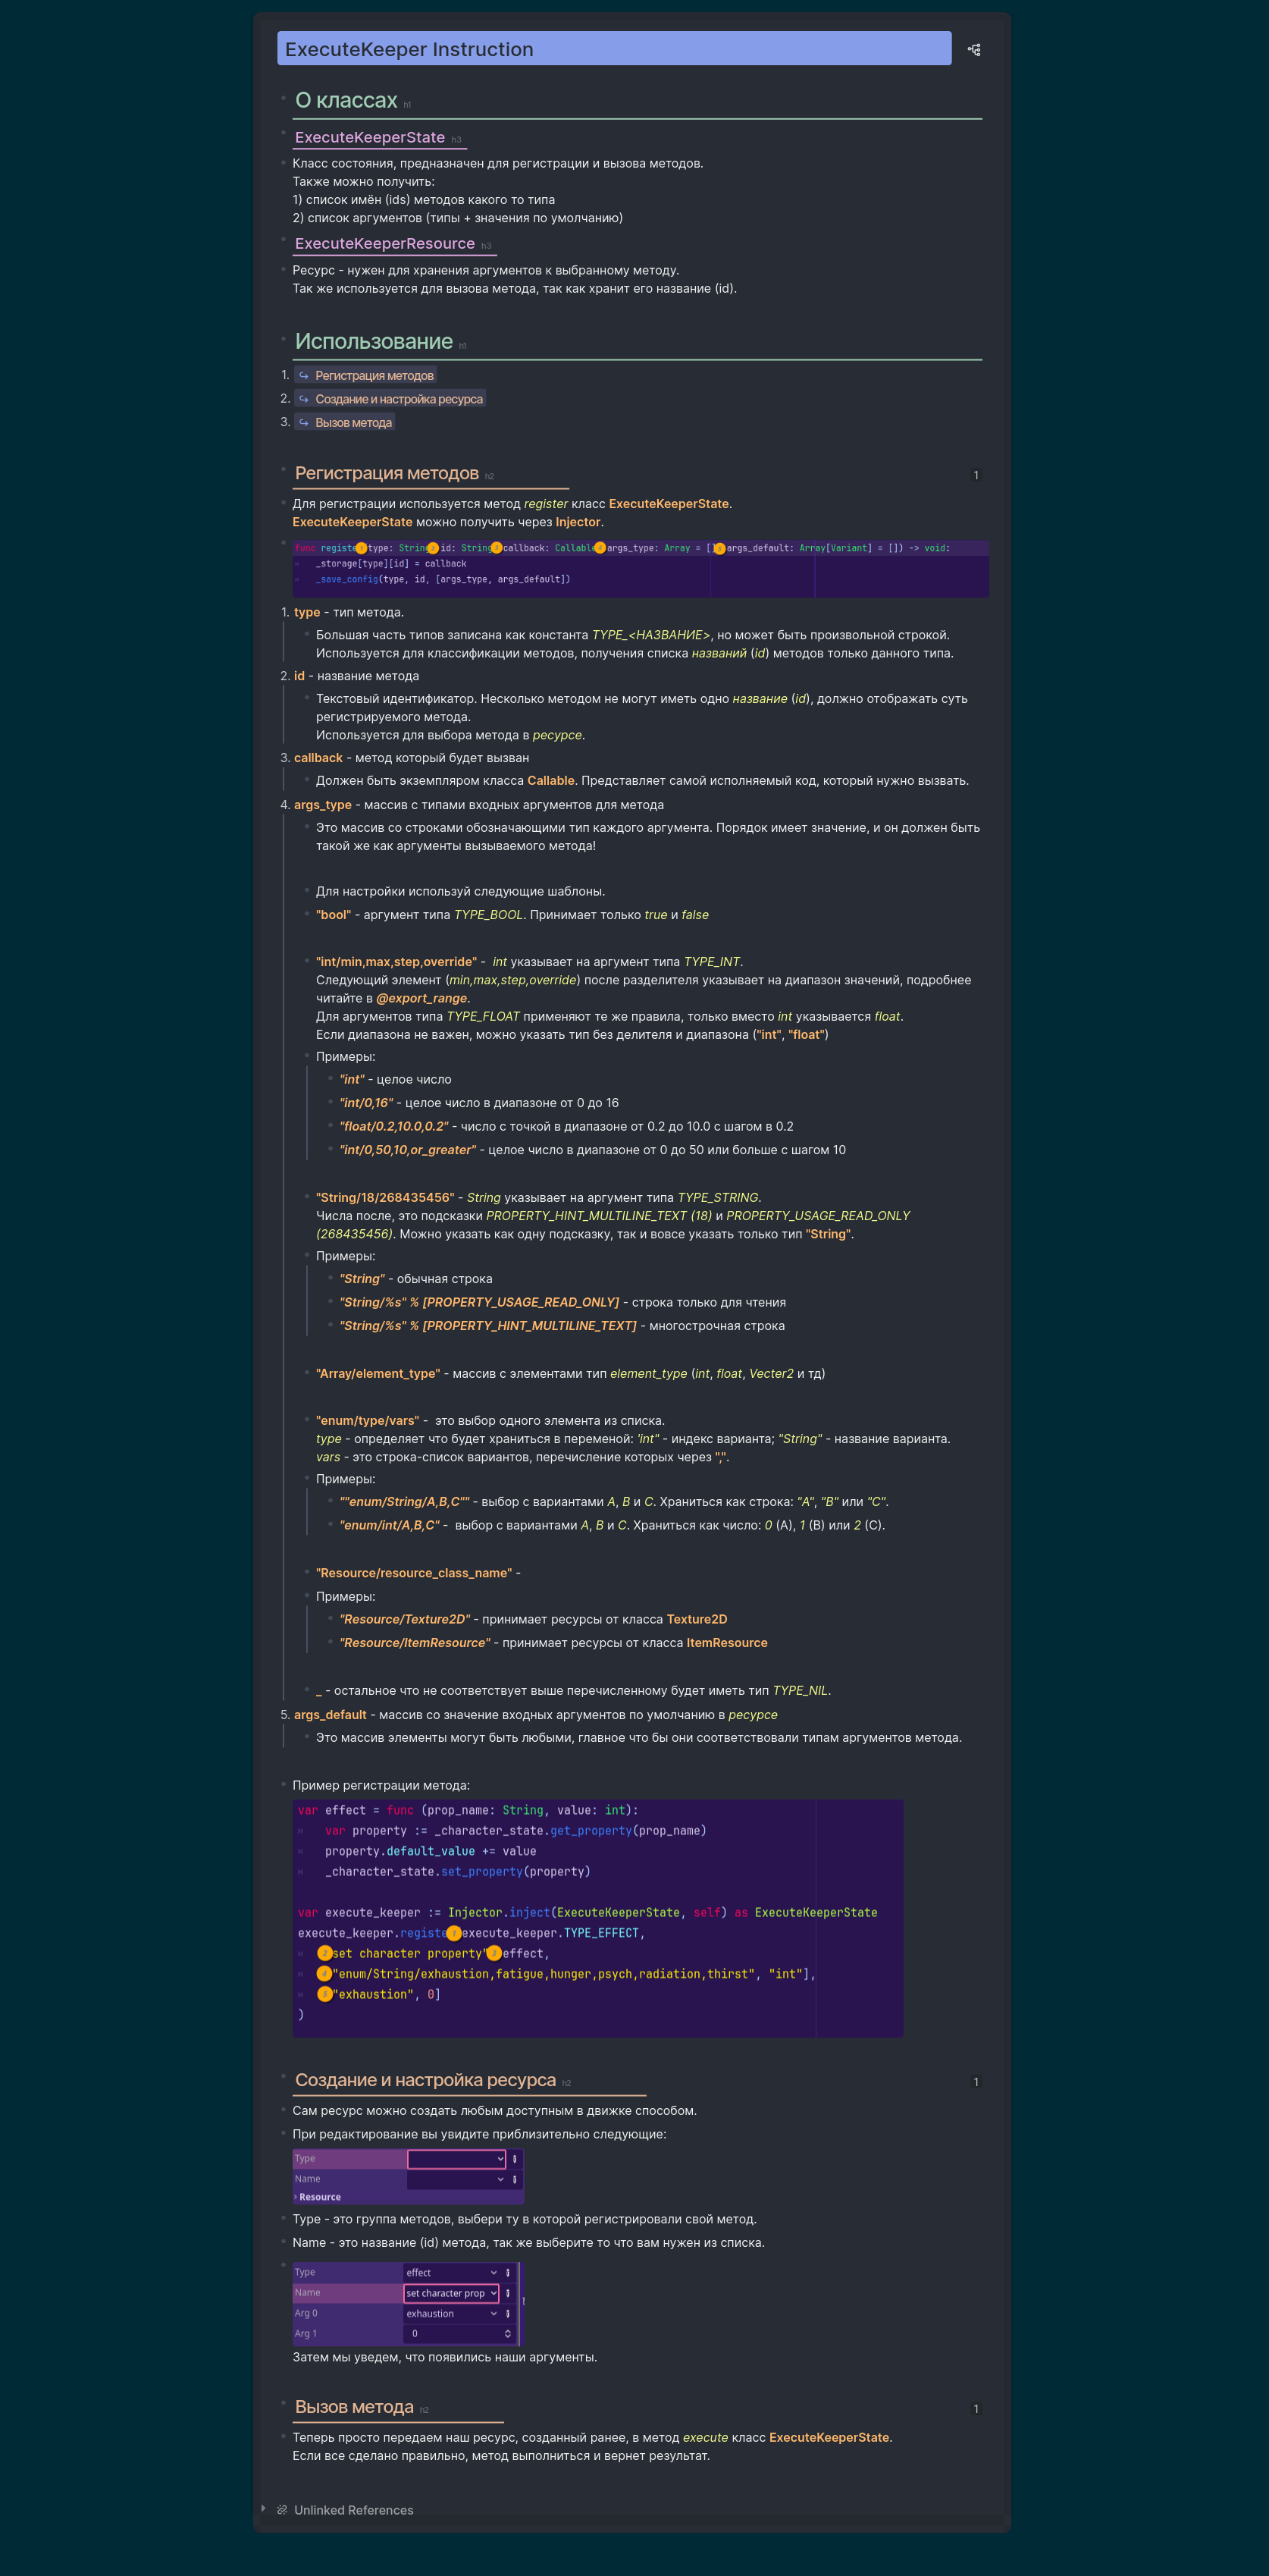 ExecuteKeeper Instruction
О классах h1
ExecuteKeeperState h3
Класс состояния, предназначен для регистрации и вызова методов.
Также можно получить:
1) список имён (ids) методов какого то типа
2) список аргументов (типы + значения по умолчанию)
ExecuteKeeperResource h3
Ресурс - нужен для хранения аргументов к выбранному методу.
Так же используется для вызова метода, так как хранит его название (id).
Использование h1
1. Регистрация методов
2. Создание и настройка ресурса
3. Вызов метода
Регистрация методов h2 1
Для регистрации используется метод register класс ExecuteKeeperState.
ExecuteKeeperState можно получить через Injector.
func registe 1 type: Strin 2 id: String 3 callback: Callable 4 args_type: Array = [] 5 args_default: Array[Variant] = []) -> void:
_storage[type][id] = callback
_save_config(type, id, [args_type, args_default])
1. type - тип метода.
Большая часть типов записана как константа TYPE_<НАЗВАНИЕ>, но может быть произвольной строкой.
Используется для классификации методов, получения списка названий (id) методов только данного типа.
2. id - название метода
Текстовый идентификатор. Несколько методом не могут иметь одно название (id), должно отображать суть
регистрируемого метода.
Используется для выбора метода в ресурсе.
3. callback - метод который будет вызван
Должен быть экземпляром класса Callable. Представляет самой исполняемый код, который нужно вызвать.
4. args_type - массив с типами входных аргументов для метода
Это массив со строками обозначающими тип каждого аргумента. Порядок имеет значение, и он должен быть
такой же как аргументы вызываемого метода!
Для настройки используй следующие шаблоны.
"bool" - аргумент типа TYPE_BOOL. Принимает только true и false
"int/min,max,step,override" - int указывает на аргумент типа TYPE_INT.
Следующий элемент (min,max,step,override) после разделителя указывает на диапазон значений, подробнее
читайте в @export_range.
Для аргументов типа TYPE_FLOAT применяют те же правила, только вместо int указывается float.
Если диапазона не важен, можно указать тип без делителя и диапазона ("int", "float")
Примеры:
"int" - целое число
"int/0,16" - целое число в диапазоне от 0 до 16
"float/0.2,10.0,0.2" - число с точкой в диапазоне от 0.2 до 10.0 с шагом в 0.2
"int/0,50,10,or_greater" - целое число в диапазоне от 0 до 50 или больше с шагом 10
"String/18/268435456" - String указывает на аргумент типа TYPE_STRING.
Числа после, это подсказки PROPERTY_HINT_MULTILINE_TEXT (18) и PROPERTY_USAGE_READ_ONLY
(268435456). Можно указать как одну подсказку, так и вовсе указать только тип "String".
Примеры:
"String" - обычная строка
"String/%s" % [PROPERTY_USAGE_READ_ONLY] - строка только для чтения
"String/%s" % [PROPERTY_HINT_MULTILINE_TEXT] - многострочная строка
"Array/element_type" - массив с элементами тип element_type (int, float, Vecter2 и тд)
"enum/type/vars" - это выбор одного элемента из списка.
type - определяет что будет храниться в переменой: 'int" - индекс варианта; "String" - название варианта.
vars - это строка-список вариантов, перечисление которых через ",".
Примеры:
""enum/String/A,B,C"" - выбор с вариантами A, B и C. Храниться как строка: "A", "B" или "C".
"enum/int/A,B,C" - выбор с вариантами A, B и C. Храниться как число: 0 (A), 1 (B) или 2 (C).
"Resource/resource_class_name" -
Примеры:
"Resource/Texture2D" - принимает ресурсы от класса Texture2D
"Resource/ItemResource" - принимает ресурсы от класса ItemResource
_ - остальное что не соответствует выше перечисленному будет иметь тип TYPE_NIL.
5. args_default - массив со значение входных аргументов по умолчанию в ресурсе
Это массив элементы могут быть любыми, главное что бы они соответствовали типам аргументов метода.
Пример регистрации метода:
var effect = func (prop_name: String, value: int):
var property := _character_state.get_property(prop_name)
property.default_value += value
_character_state.set_property(property)
var execute_keeper := Injector.inject(ExecuteKeeperState, self) as ExecuteKeeperState
execute_keeper.registe 1 execute_keeper.TYPE_EFFECT,
2 set character property" 3 effect,
4 "enum/String/exhaustion,fatigue,hunger,psych,radiation,thirst", "int"],
5 "exhaustion", 0]
)
Создание и настройка ресурса h2 1
Сам ресурс можно создать любым доступным в движке способом.
При редактирование вы увидите приблизительно следующие:
Type
Name
Resource
Type - это группа методов, выбери ту в которой регистрировали свой метод.
Name - это название (id) метода, так же выберите то что вам нужен из списка.
Type effect
Name set character prop
Arg 0 exhaustion
Arg 1 0
Затем мы уведем, что появились наши аргументы.
Вызов метода h2 1
Теперь просто передаем наш ресурс, созданный ранее, в метод execute класс ExecuteKeeperState.
Если все сделано правильно, метод выполниться и вернет результат.
Unlinked References